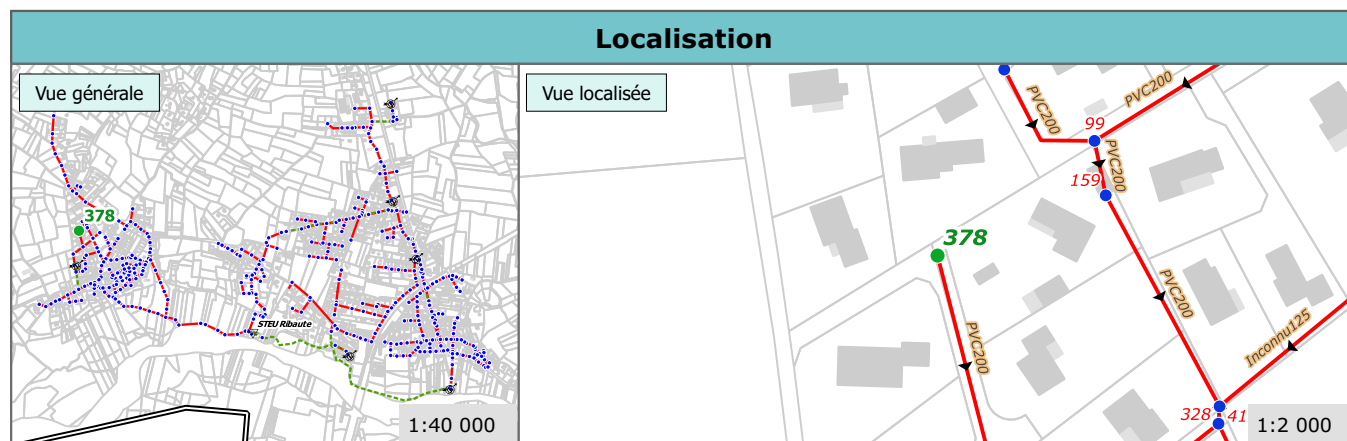 Localisation
Vue générale
378
STEU Ribaute
1:40 000
Vue localisée
PVC200
PVC200
99
PVC200
159
378
PVC200
PVC200
Inconnu125
328
41
1:2 000